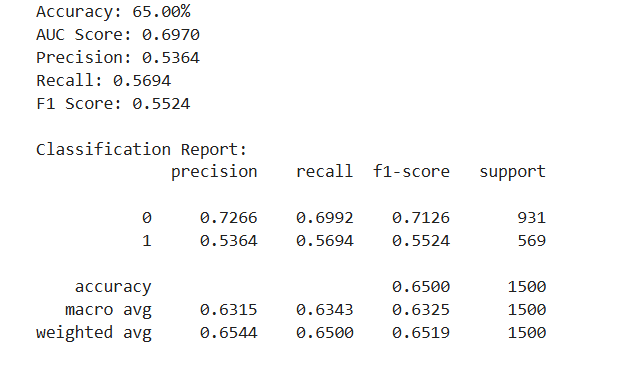 Accuracy: 65.00%
AUC Score: 0.6970
Precision: 0.5364
Recall: 0.5694
F1 Score: 0.5524
Classification Report:
precision recall f1-score support
0 0.7266 0.6992 0.7126 931
1 0.5364 0.5694 0.5524 569
accuracy 0.6500 1500
macro avg 0.6315 0.6343 0.6325 1500
weighted avg 0.6544 0.6500 0.6519 1500